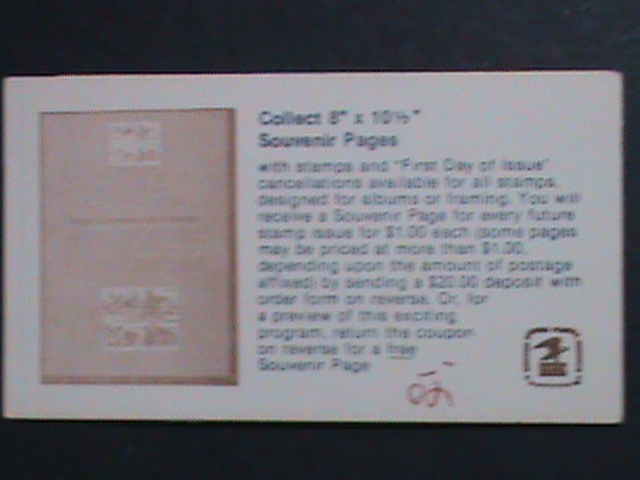 Collect 8" x 10½"
Souvenir Pages
with stamps and "First Day of Issue"
cancellations available for all stamps,
designed for albums or framing. You will
receive a Souvenir Page for every future
stamp issue for $1.00 each (some pages
may be priced at more than $1.00,
depending upon the amount of postage
affixed) by sending a $20.00 deposit with
order form on reverse. Or, for
a preview of this exciting
program, return the coupon
on reverse for a free
Souvenir Page